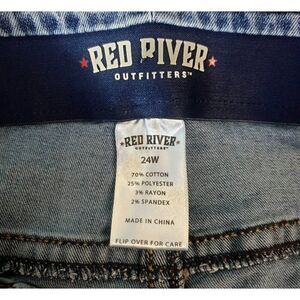 RED RIVER
OUTFITTERS™
RED RIVER
OUTFITTERS™
24W
70% COTTON
25% POLYESTER
3% RAYON
2% SPANDEX
MADE IN CHINA
FLIP OVER FOR CARE